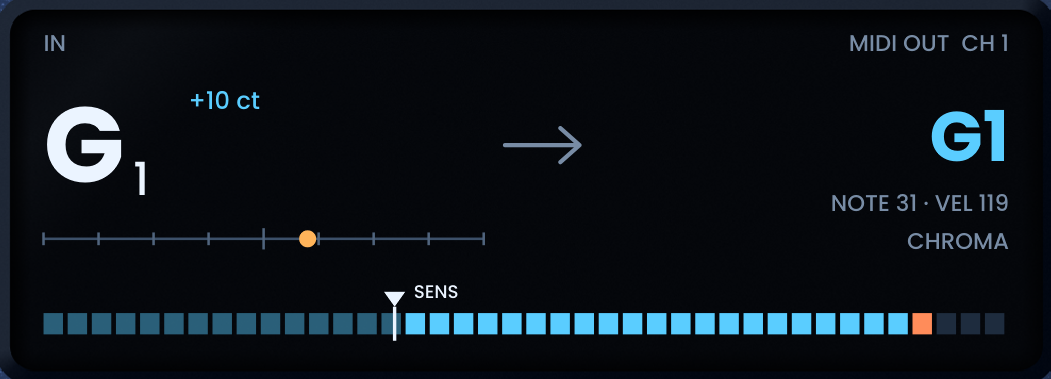 IN
MIDI OUT CH 1
+10 ct
G1
G1
NOTE 31 · VEL 119
CHROMA
SENS